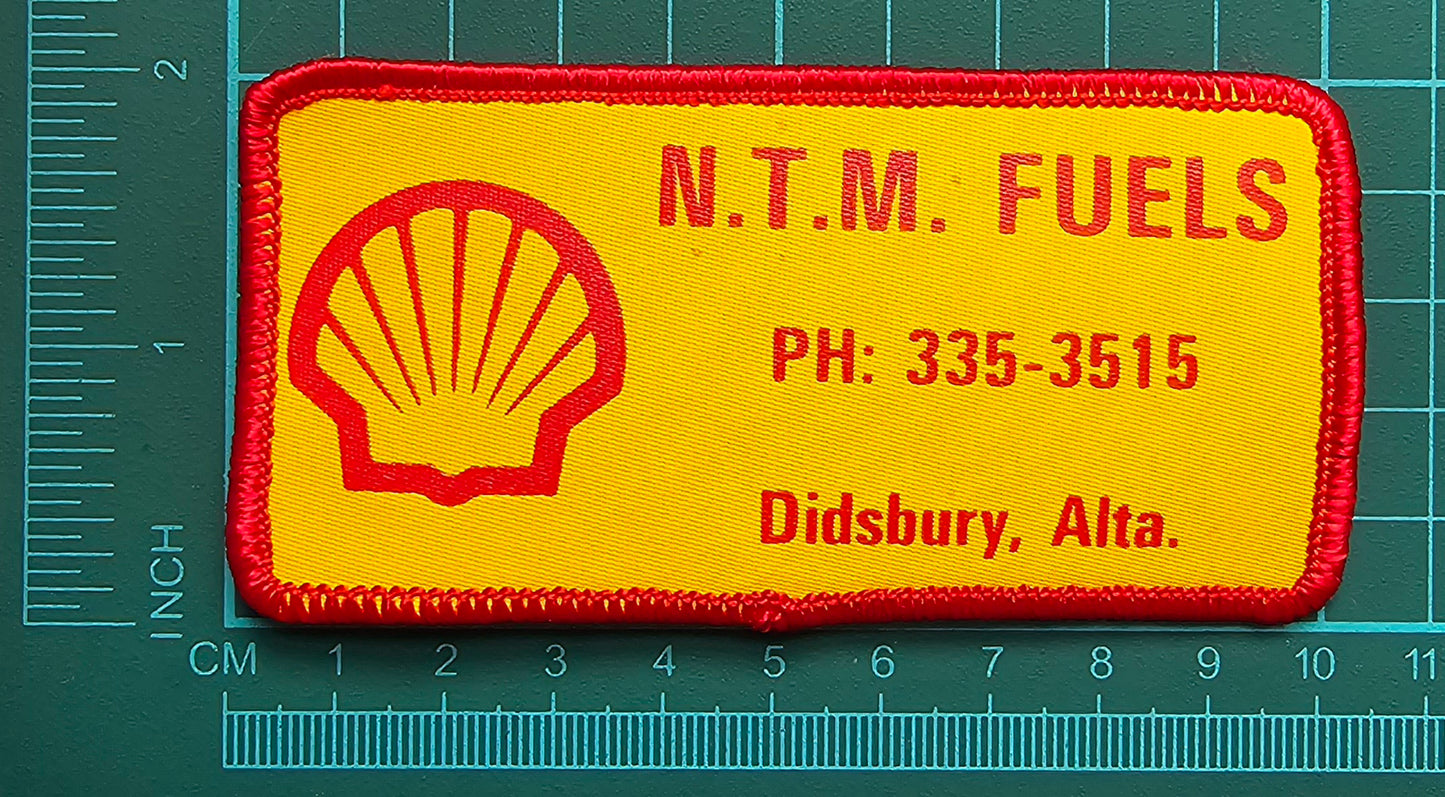 N.T.M. FUELS
PH: 335-3515
Didsbury, Alta.
2
1
INCH
CM 1 2 3 4 5 6 7 8 9 10 11